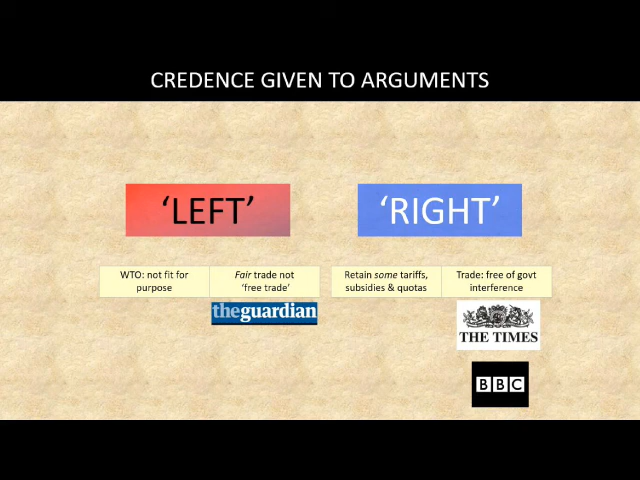 CREDENCE GIVEN TO ARGUMENTS
‘LEFT’
‘RIGHT’
WTO: not fit for
purpose
Fair trade not
‘free trade’
Retain some tariffs,
subsidies & quotas
Trade: free of govt
interference
theguardian
THE TIMES
BBC